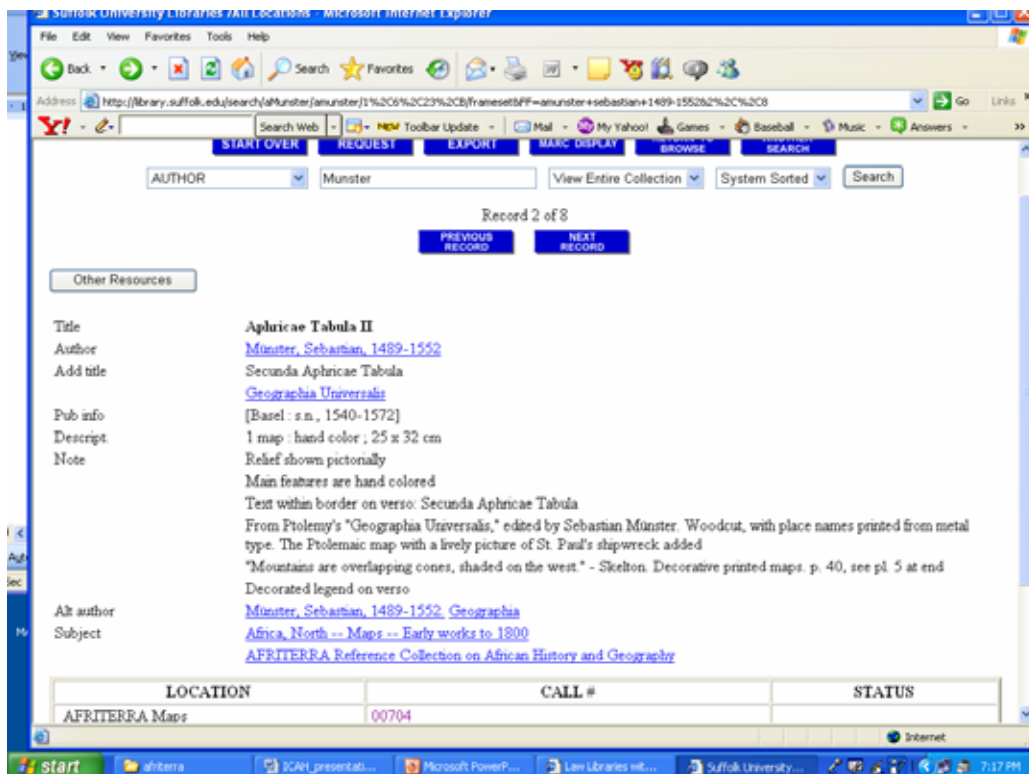 Suffolk University Libraries /All Locations - Microsoft Internet Explorer
File Edit View Favorites Tools Help
Back Search Favorites
Address http://library.suffolk.edu/search/aMunster/amunster/1%2C6%2C23%2CB/frameset&FF=amunster+sebastian+1489-1552&2%2C%2C8 Go Links
Y! Search Web NEW Toolbar Update Mail My Yahoo! Games Baseball Music Answers »
START OVER REQUEST EXPORT MARC DISPLAY BROWSE ANOTHER SEARCH
AUTHOR Munster View Entire Collection System Sorted Search
Record 2 of 8
PREVIOUS RECORD NEXT RECORD
Other Resources
Title Aphricae Tabula II
Author Münster, Sebastian, 1489-1552
Add title Secunda Aphricae Tabula
Geographia Universalis
Pub info [Basel : s.n., 1540-1572]
Descript. 1 map : hand color ; 25 x 32 cm
Note Relief shown pictorially
Main features are hand colored
Text within border on verso: Secunda Aphricae Tabula
From Ptolemy's "Geographia Universalis," edited by Sebastian Münster. Woodcut, with place names printed from metal
type. The Ptolemaic map with a lively picture of St. Paul's shipwreck added
"Mountains are overlapping cones, shaded on the west." - Skelton. Decorative printed maps. p. 40, see pl. 5 at end
Decorated legend on verso
Alt author Münster, Sebastian, 1489-1552. Geographia
Subject Africa, North -- Maps -- Early works to 1800
AFRITERRA Reference Collection on African History and Geography
LOCATION CALL # STATUS
AFRITERRA Maps 00704
Internet
start afriterra ICAH_presentati... Microsoft PowerP... Law Libraries wit... Suffolk University... 7:17 PM